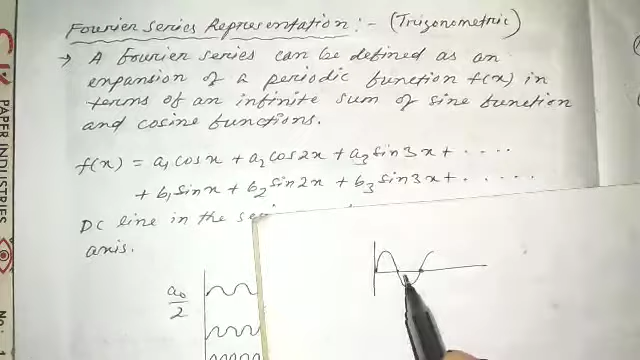 Fourier Series Representation :- (Trigonometric)
→ A fourier series can be defined as an
expansion of a periodic function f(x) in
terms of an infinite sum of sine function
and cosine functions.
f(x) = a₁ cos x + a₂ cos 2x + a₃ sin 3x + . . . .
+ b₁ sin x + b₂ sin 2x + b₃ sin 3x + . . . . .
DC line in the
axis.
a₀
2
PAPER INDUSTRIES
No: